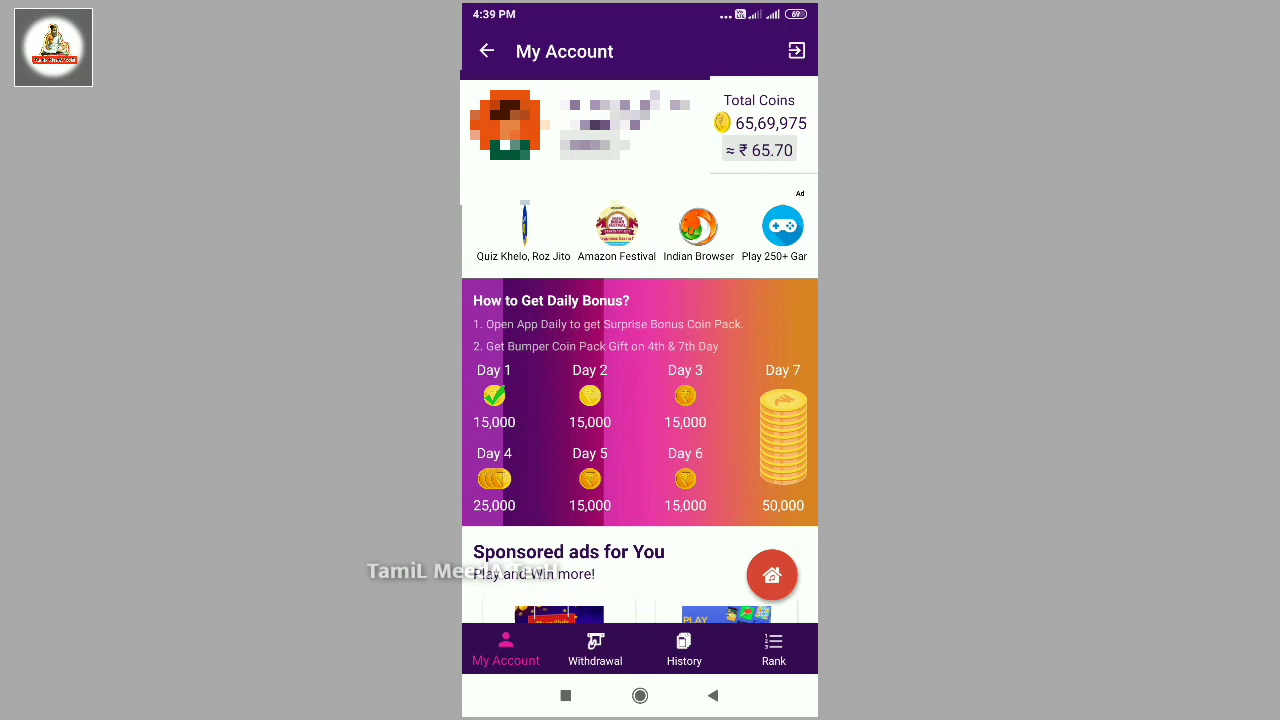 4:39 PM
69
My Account
Total Coins
65,69,975
≈ ₹ 65.70
Ad
Quiz Khelo, Roz Jito
Amazon Festival
Indian Browser
Play 250+ Gar
How to Get Daily Bonus?
1. Open App Daily to get Surprise Bonus Coin Pack.
2. Get Bumper Coin Pack Gift on 4th & 7th Day
Day 1
Day 2
Day 3
Day 7
15,000
15,000
15,000
Day 4
Day 5
Day 6
25,000
15,000
15,000
50,000
Sponsored ads for You
TamiL MeedIA TecH
Play and Win more!
PLAY
My Account
Withdrawal
History
Rank